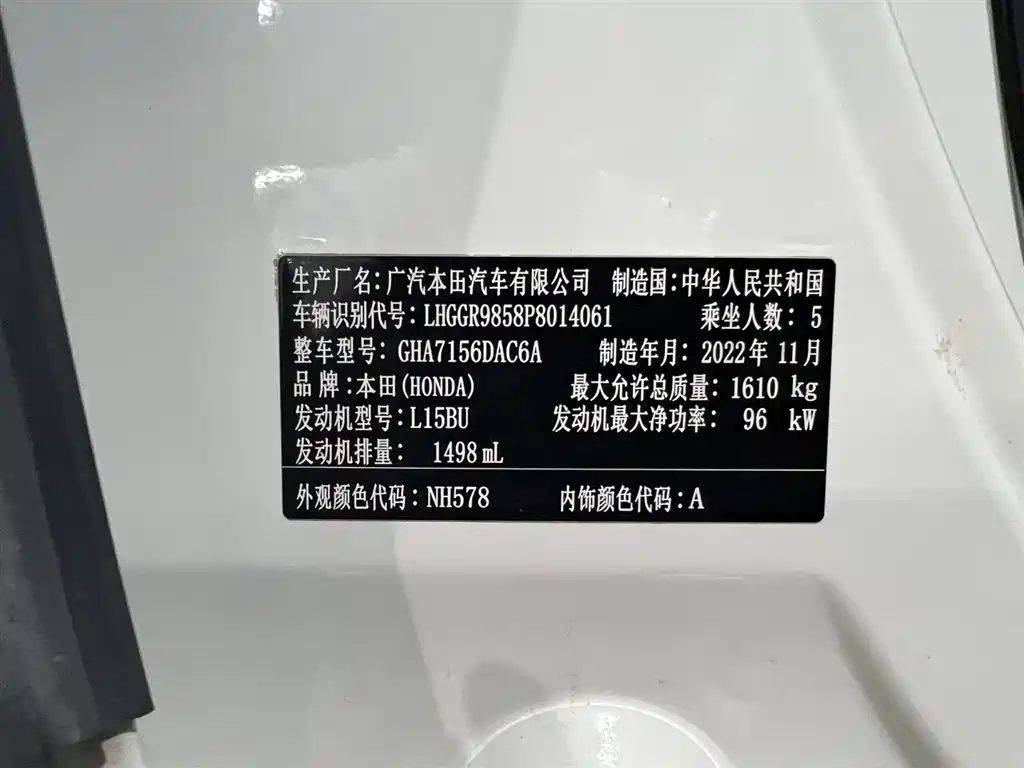 生产厂名:广汽本田汽车有限公司 制造国:中华人民共和国
车辆识别代号:LHGGR9858P8014061 乘坐人数: 5
整车型号: GHA7156DAC6A 制造年月: 2022年 11月
品 牌:本田(HONDA) 最大允许总质量: 1610 kg
发动机型号:L15BU 发动机最大净功率: 96 kW
发动机排量: 1498mL
外观颜色代码:NH578 内饰颜色代码:A